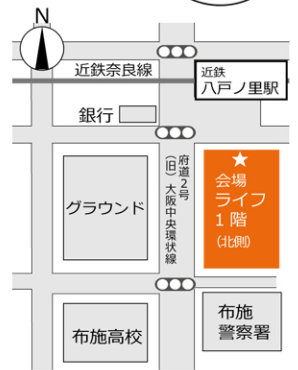 N
近鉄奈良線
近鉄
八戸ノ里駅
銀行
グラウンド
府道2号
(旧)大阪中央環状線
会場
ライフ
1階
(北側)
布施高校
布施
警察署